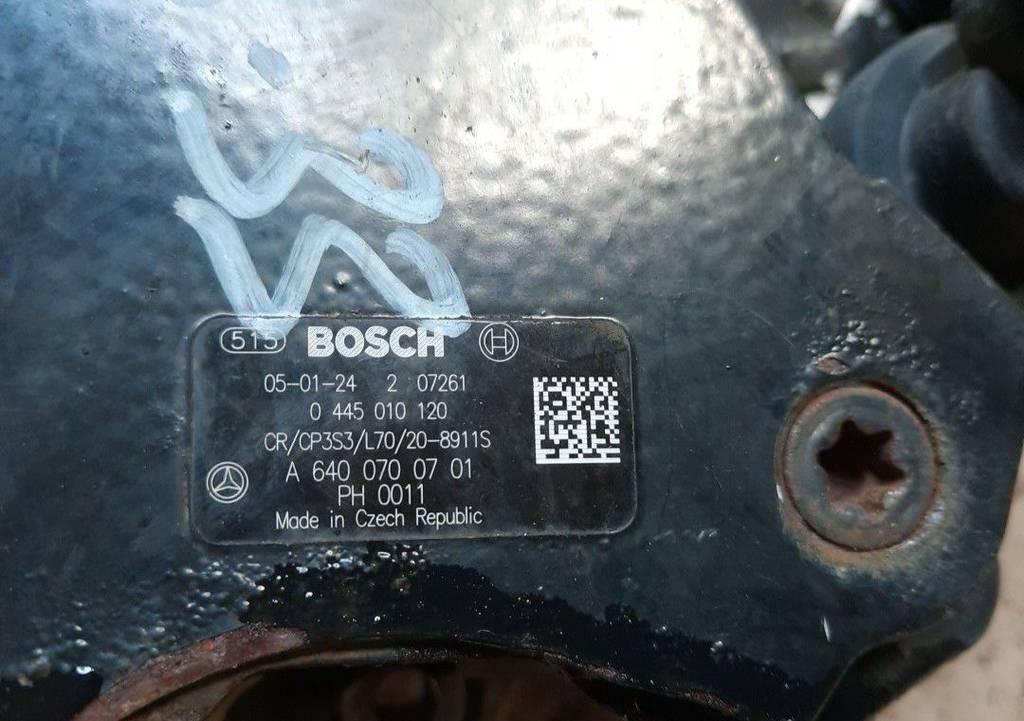 515 BOSCH
05-01-24 2 07261
0 445 010 120
CR/CP3S3/L70/20-8911S
A 640 070 07 01
PH 0011
Made in Czech Republic